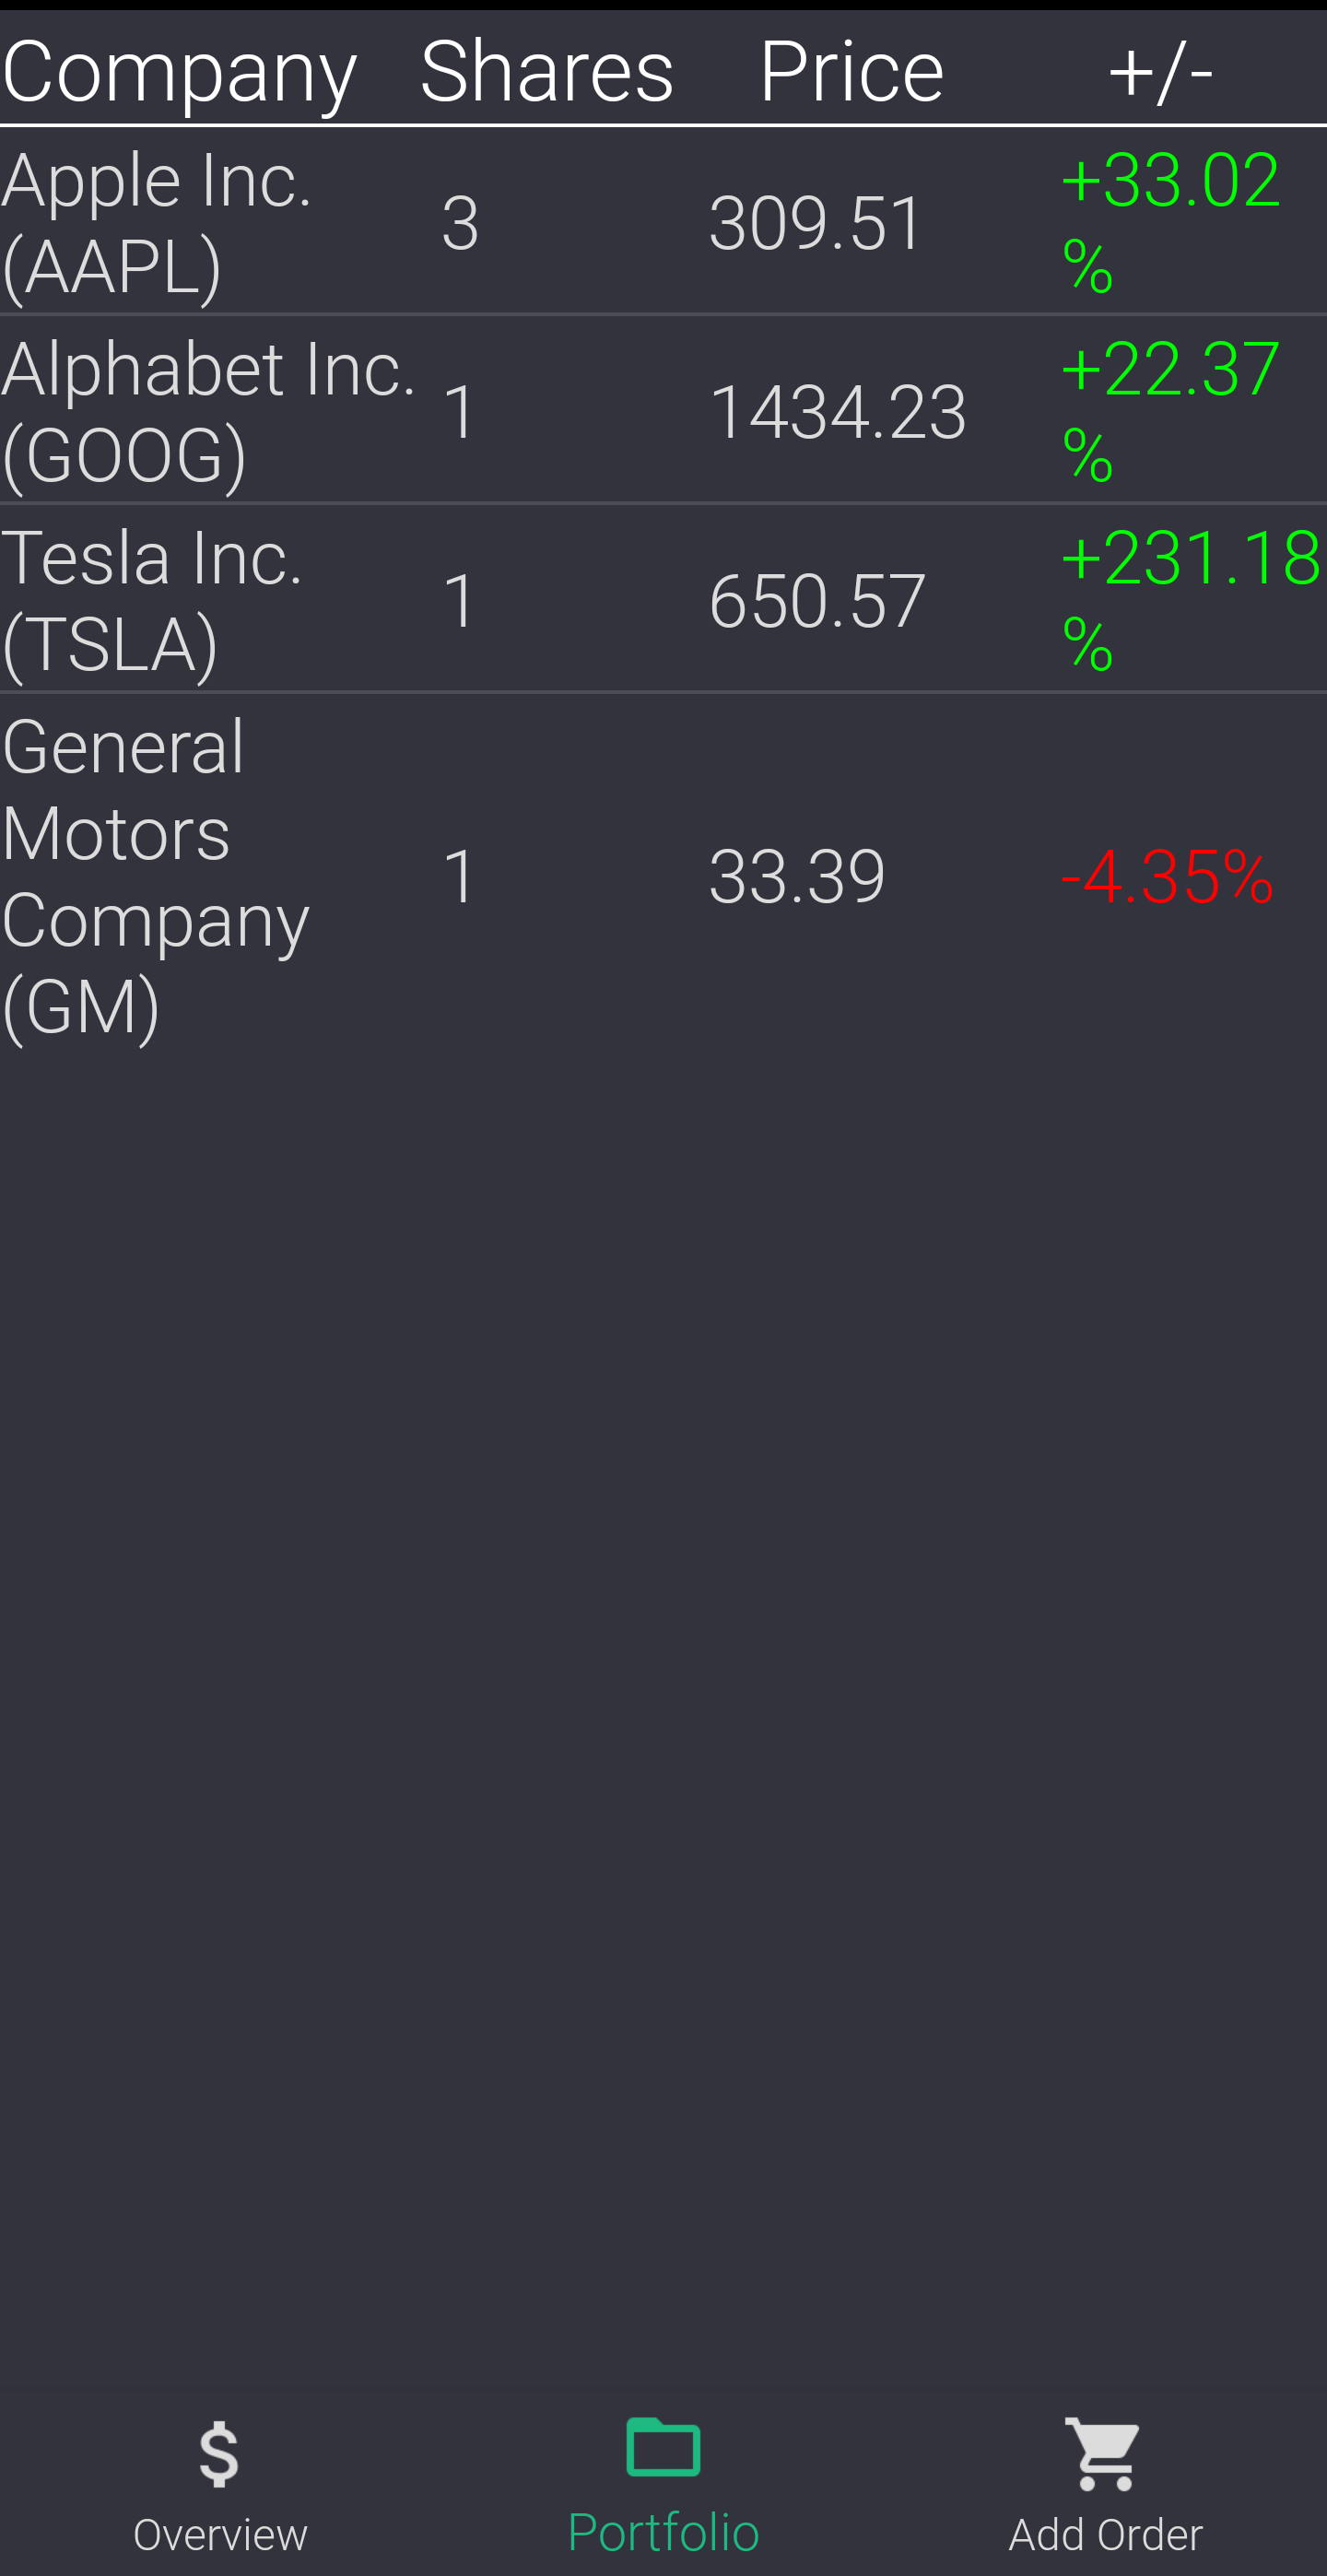 Company Shares Price +/-
Apple Inc. (AAPL) 3 309.51 +33.02%
Alphabet Inc. (GOOG) 1 1434.23 +22.37%
Tesla Inc. (TSLA) 1 650.57 +231.18%
General Motors Company (GM) 1 33.39 -4.35%
$
Overview Portfolio Add Order